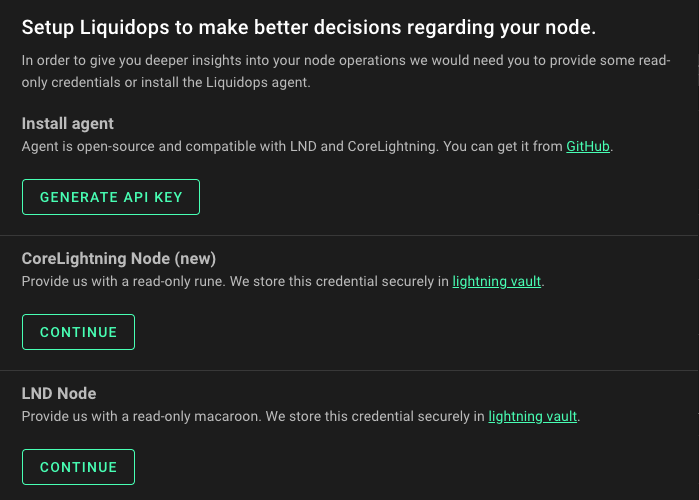 Setup Liquidops to make better decisions regarding your node.
In order to give you deeper insights into your node operations we would need you to provide some read-
only credentials or install the Liquidops agent.
Install agent
Agent is open-source and compatible with LND and CoreLightning. You can get it from GitHub.
GENERATE API KEY
CoreLightning Node (new)
Provide us with a read-only rune. We store this credential securely in lightning vault.
CONTINUE
LND Node
Provide us with a read-only macaroon. We store this credential securely in lightning vault.
CONTINUE